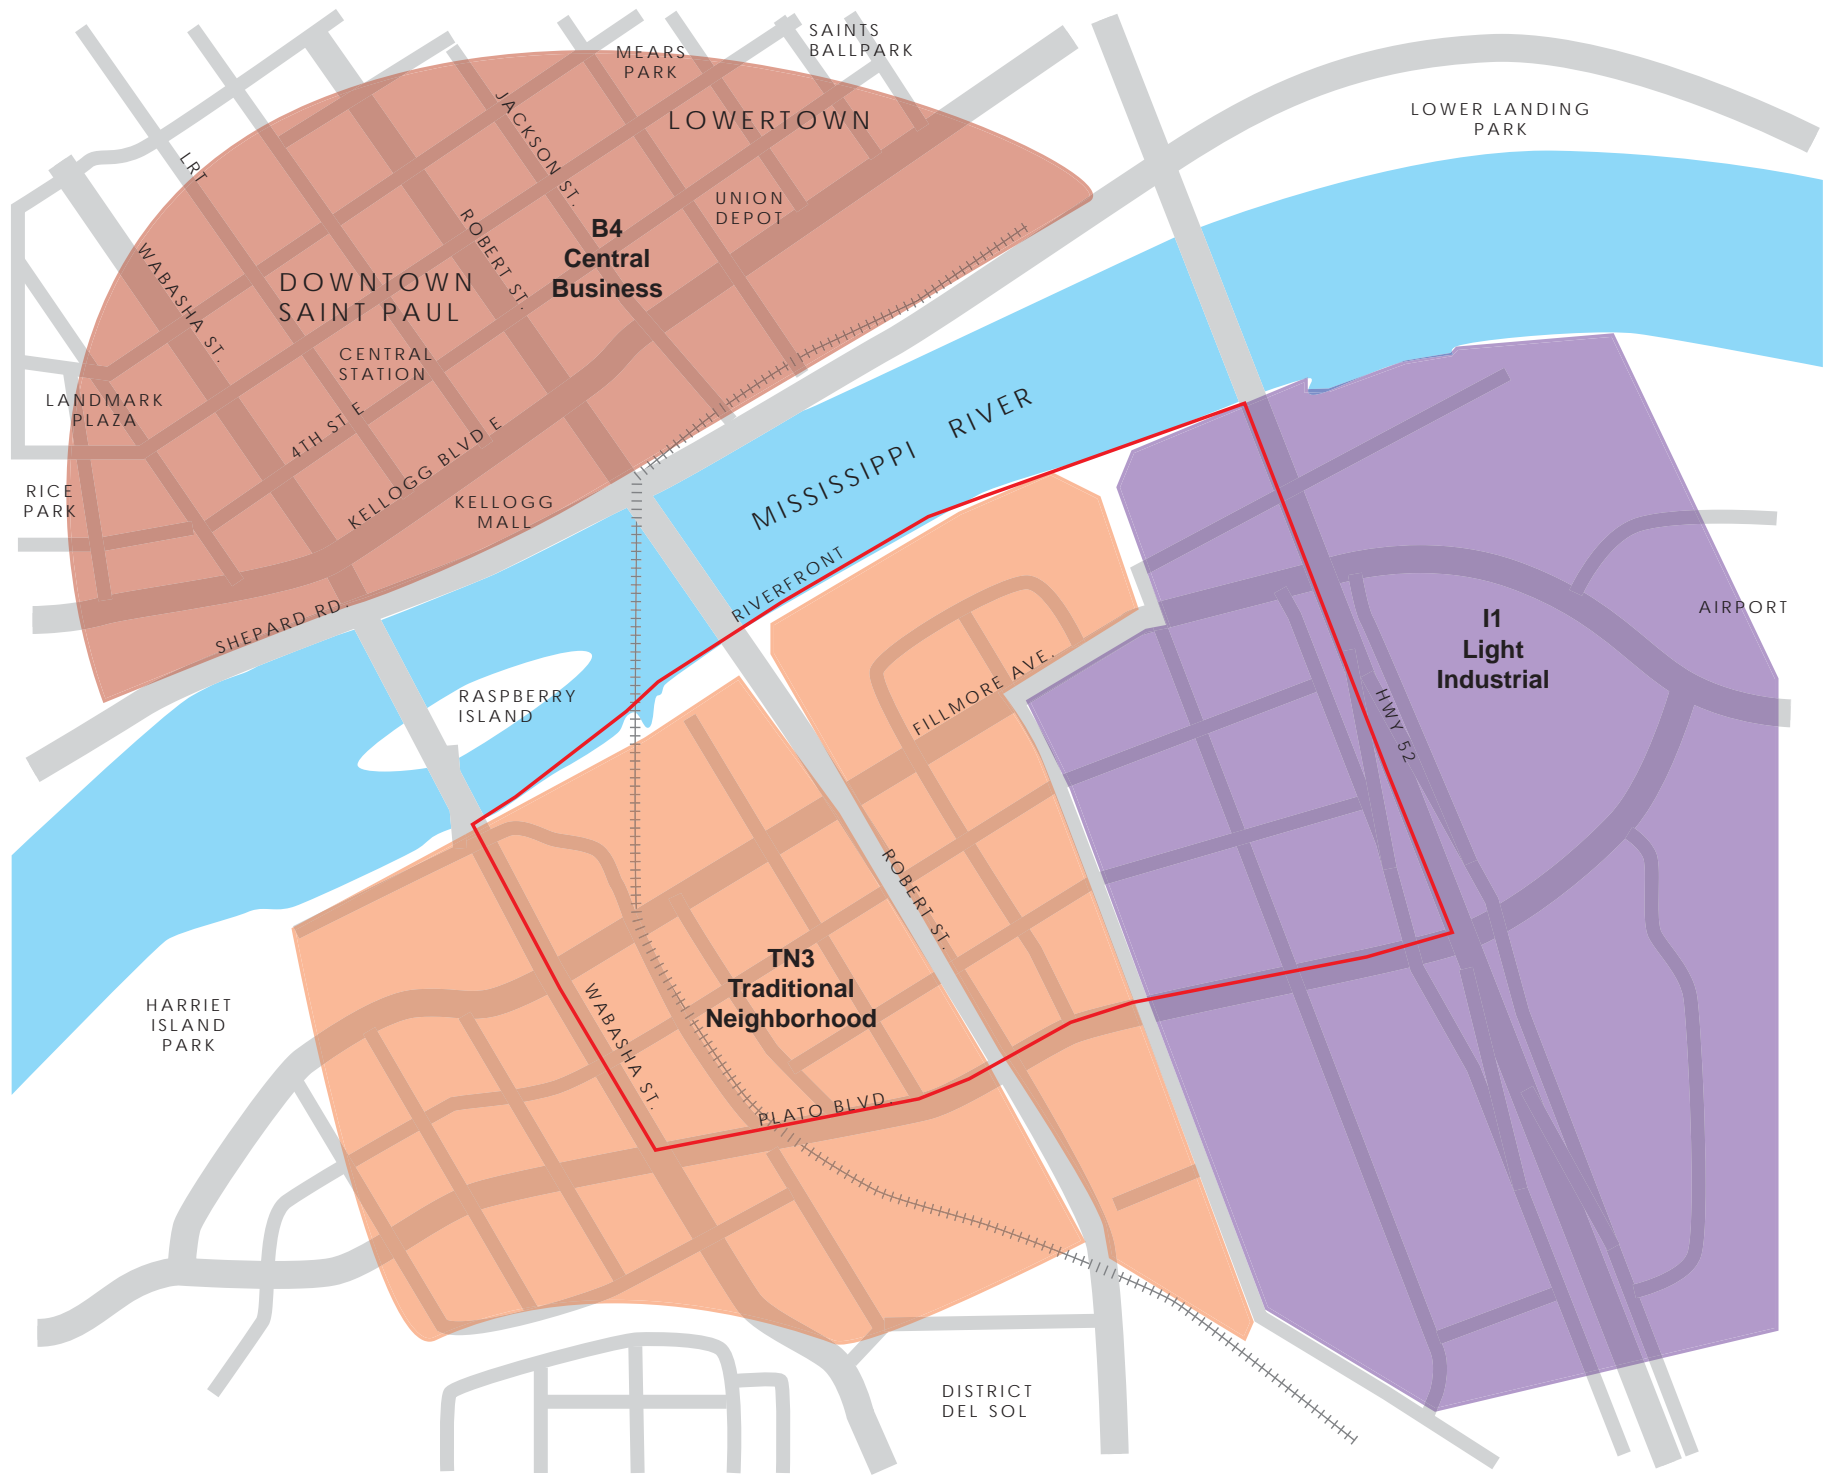 SAINTS
BALLPARK
MEARS
PARK
LOWERTOWN
LOWER LANDING
PARK
JACKSON ST.
LRT
UNION
DEPOT
B4
Central
Business
ROBERT ST.
WABASHA ST.
DOWNTOWN
SAINT PAUL
CENTRAL
STATION
LANDMARK
PLAZA
4TH ST E
KELLOGG BLVD E
KELLOGG
MALL
RICE
PARK
MISSISSIPPI RIVER
RIVERFRONT
SHEPARD RD.
AIRPORT
I1
Light
Industrial
FILLMORE AVE.
RASPBERRY
ISLAND
HWY 52
ROBERT ST.
TN3
Traditional
Neighborhood
WABASHA ST.
HARRIET
ISLAND
PARK
PLATO BLVD.
DISTRICT
DEL SOL